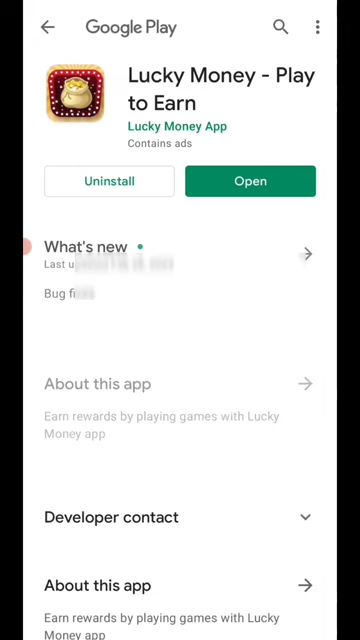 Google Play
Lucky Money - Play
to Earn
Lucky Money App
Contains ads
Uninstall
Open
What's new
Last
Bug
About this app
Earn rewards by playing games with Lucky
Money app
Developer contact
About this app
Earn rewards by playing games with Lucky
Money app